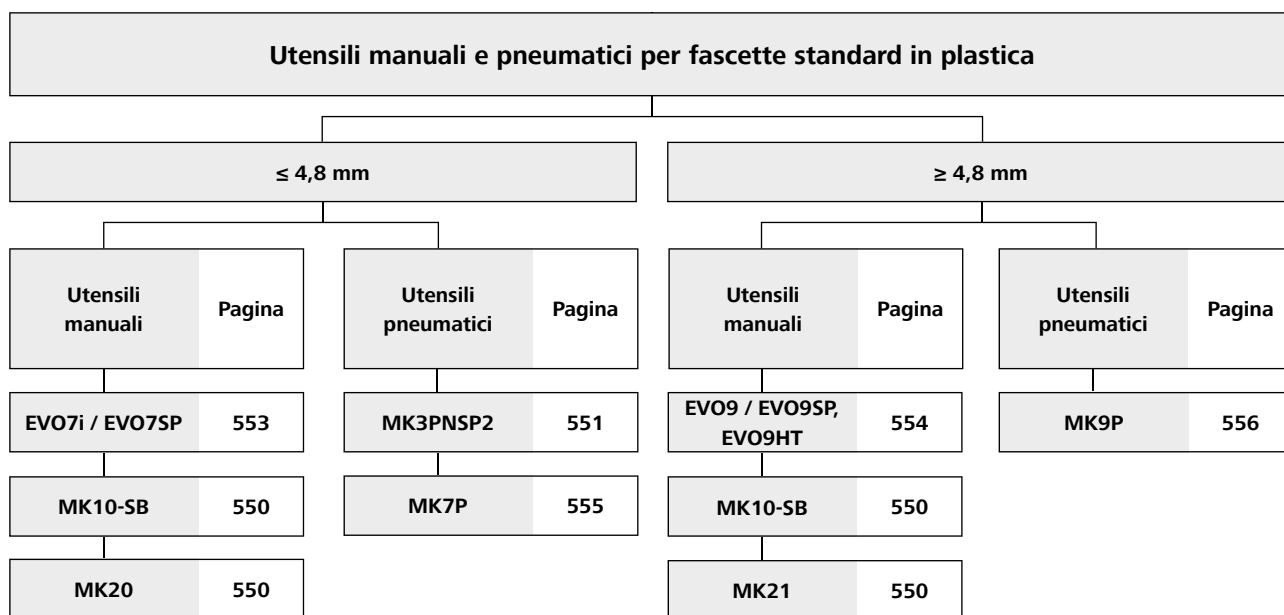 Utensili manuali e pneumatici per fascette standard in plastica
≤ 4,8 mm
≥ 4,8 mm
Utensili
manuali
Pagina
Utensili
pneumatici
Pagina
Utensili
manuali
Pagina
Utensili
pneumatici
Pagina
EVO7i / EVO7SP
553
MK3PNSP2
551
EVO9 / EVO9SP,
EVO9HT
554
MK9P
556
MK10-SB
550
MK7P
555
MK10-SB
550
MK20
550
MK21
550